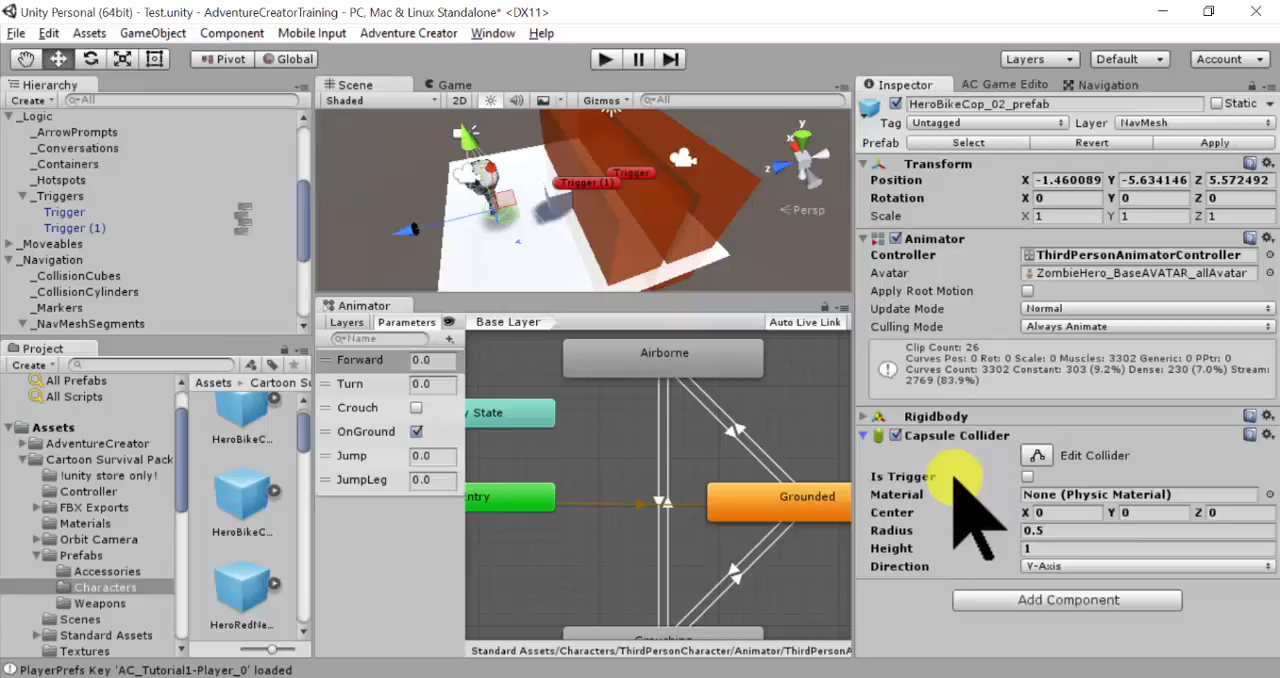 Unity Personal (64bit) - Test.unity - AdventureCreatorTraining - PC, Mac & Linux Standalone* <DX11>
File Edit Assets GameObject Component Mobile Input Adventure Creator Window Help
Pivot Global Layers Default Account
Hierarchy
Create All
_Logic
_ArrowPrompts
_Conversations
_Containers
_Hotspots
_Triggers
Trigger
Trigger (1)
_Moveables
_Navigation
_CollisionCubes
_CollisionCylinders
_Markers
_NavMeshSegments
Project
Create
All Prefabs
All Scripts
Assets
AdventureCreator
Cartoon Survival Pack
!unity store only!
Controller
FBX Exports
Materials
Orbit Camera
Prefabs
Accessories
Characters
Weapons
Scenes
Standard Assets
Textures
Assets Cartoon Su
HeroBikeC...
HeroBikeC...
HeroRedNe...
Scene Game
Shaded 2D Gizmos All
Trigger
Trigger (1)
y
x
z
Persp
Animator
Layers Parameters Base Layer Auto Live Link
Name
Forward 0.0
Turn 0.0
Crouch
OnGround
Jump 0.0
JumpLeg 0.0
Airborne
y State
ntry
Grounded
Standard Assets/Characters/ThirdPersonCharacter/Animator/ThirdPersonA
Inspector AC Game Edito Navigation
HeroBikeCop_02_prefab Static
Tag Untagged Layer NavMesh
Prefab Select Revert Apply
Transform
Position X -1.460089 Y -5.634146 Z 5.572492
Rotation X 0 Y 0 Z 0
Scale X 1 Y 1 Z 1
Animator
Controller ThirdPersonAnimatorController
Avatar ZombieHero_BaseAVATAR_allAvatar
Apply Root Motion
Update Mode Normal
Culling Mode Always Animate
Clip Count: 26
Curves Pos: 0 Rot: 0 Scale: 0 Muscles: 3302 Generic: 0 PPtr: 0
Curves Count: 3302 Constant: 303 (9.2%) Dense: 230 (7.0%) Stream:
2769 (83.9%)
Rigidbody
Capsule Collider
Edit Collider
Is Trigger
Material None (Physic Material)
Center X 0 Y 0 Z 0
Radius 0.5
Height 1
Direction Y-Axis
Add Component
PlayerPrefs Key 'AC_Tutorial1-Player_0' loaded